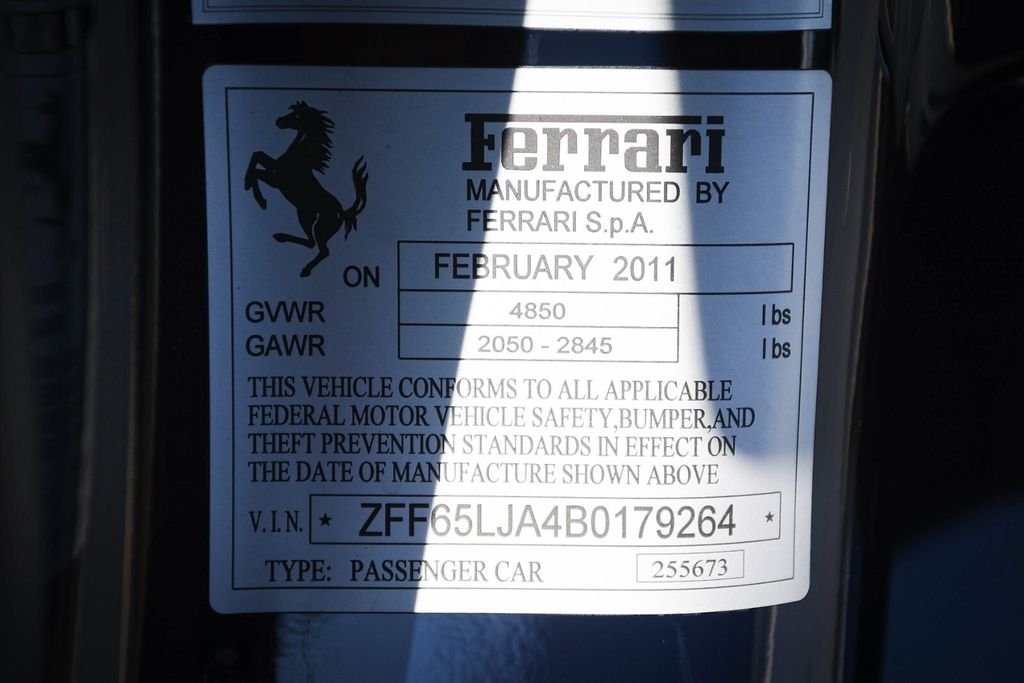 Ferrari
MANUFACTURED BY
FERRARI S.p.A.
ON FEBRUARY 2011
GVWR 4850 lbs
GAWR 2050 - 2845 lbs
THIS VEHICLE CONFORMS TO ALL APPLICABLE
FEDERAL MOTOR VEHICLE SAFETY,BUMPER,AND
THEFT PREVENTION STANDARDS IN EFFECT ON
THE DATE OF MANUFACTURE SHOWN ABOVE
V.I.N. * ZFF65LJA4B0179264 *
TYPE: PASSENGER CAR 255673